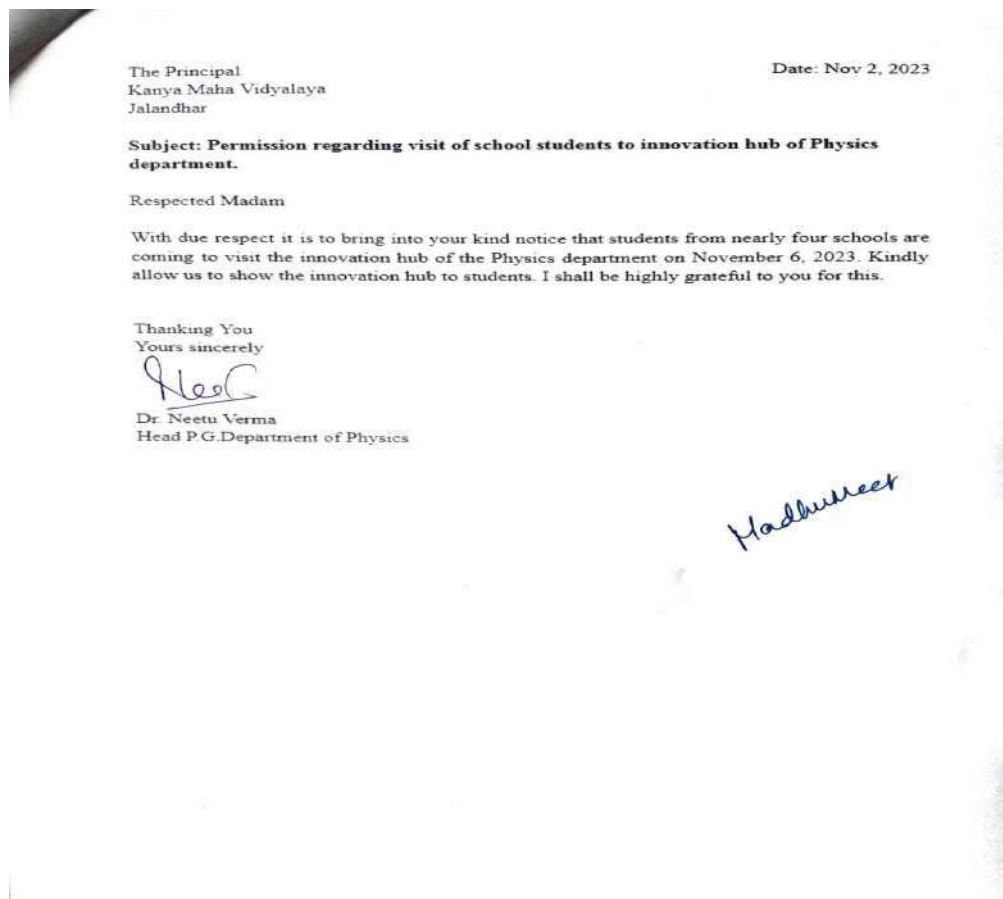 The Principal
Date: Nov 2, 2023
Kanya Maha Vidyalaya
Jalandhar
Subject: Permission regarding visit of school students to innovation hub of Physics
department.
Respected Madam
With due respect it is to bring into your kind notice that students from nearly four schools are
coming to visit the innovation hub of the Physics department on November 6, 2023. Kindly
allow us to show the innovation hub to students. I shall be highly grateful to you for this.
Thanking You
Yours sincerely
Dr. Neetu Verma
Head P.G.Department of Physics